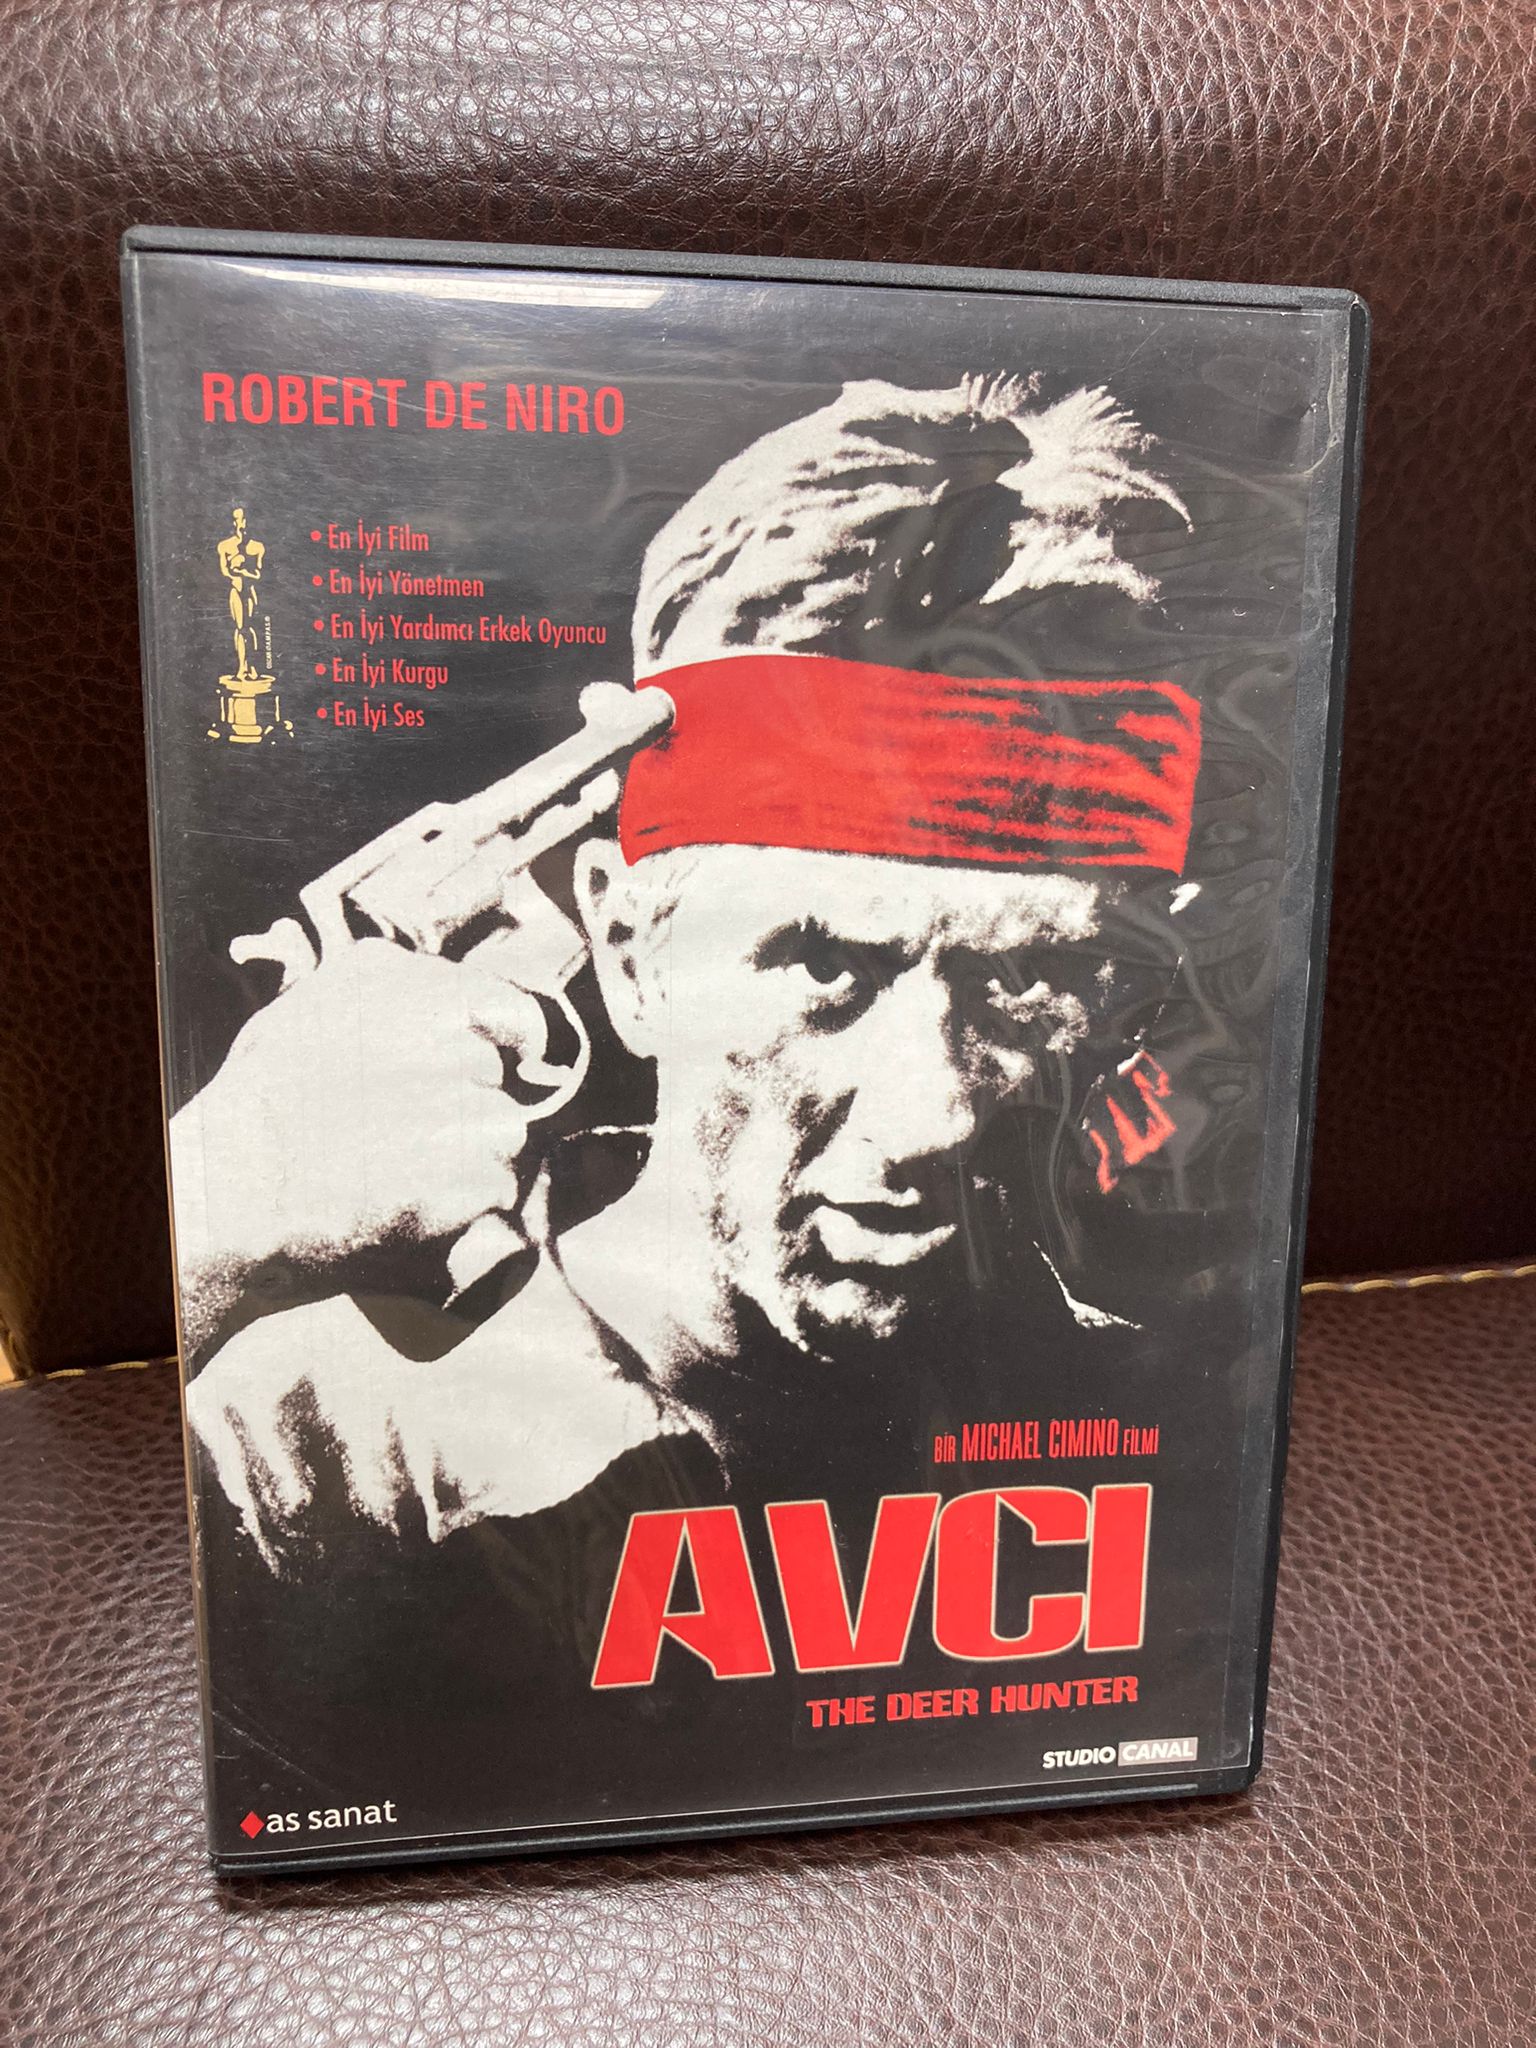 ROBERT DE NIRO
• En İyi Film
• En İyi Yönetmen
• En İyi Yardımcı Erkek Oyuncu
• En İyi Kurgu
• En İyi Ses
BİR MICHAEL CIMINO FİLMİ
AVCI
THE DEER HUNTER
STUDIO CANAL
as sanat